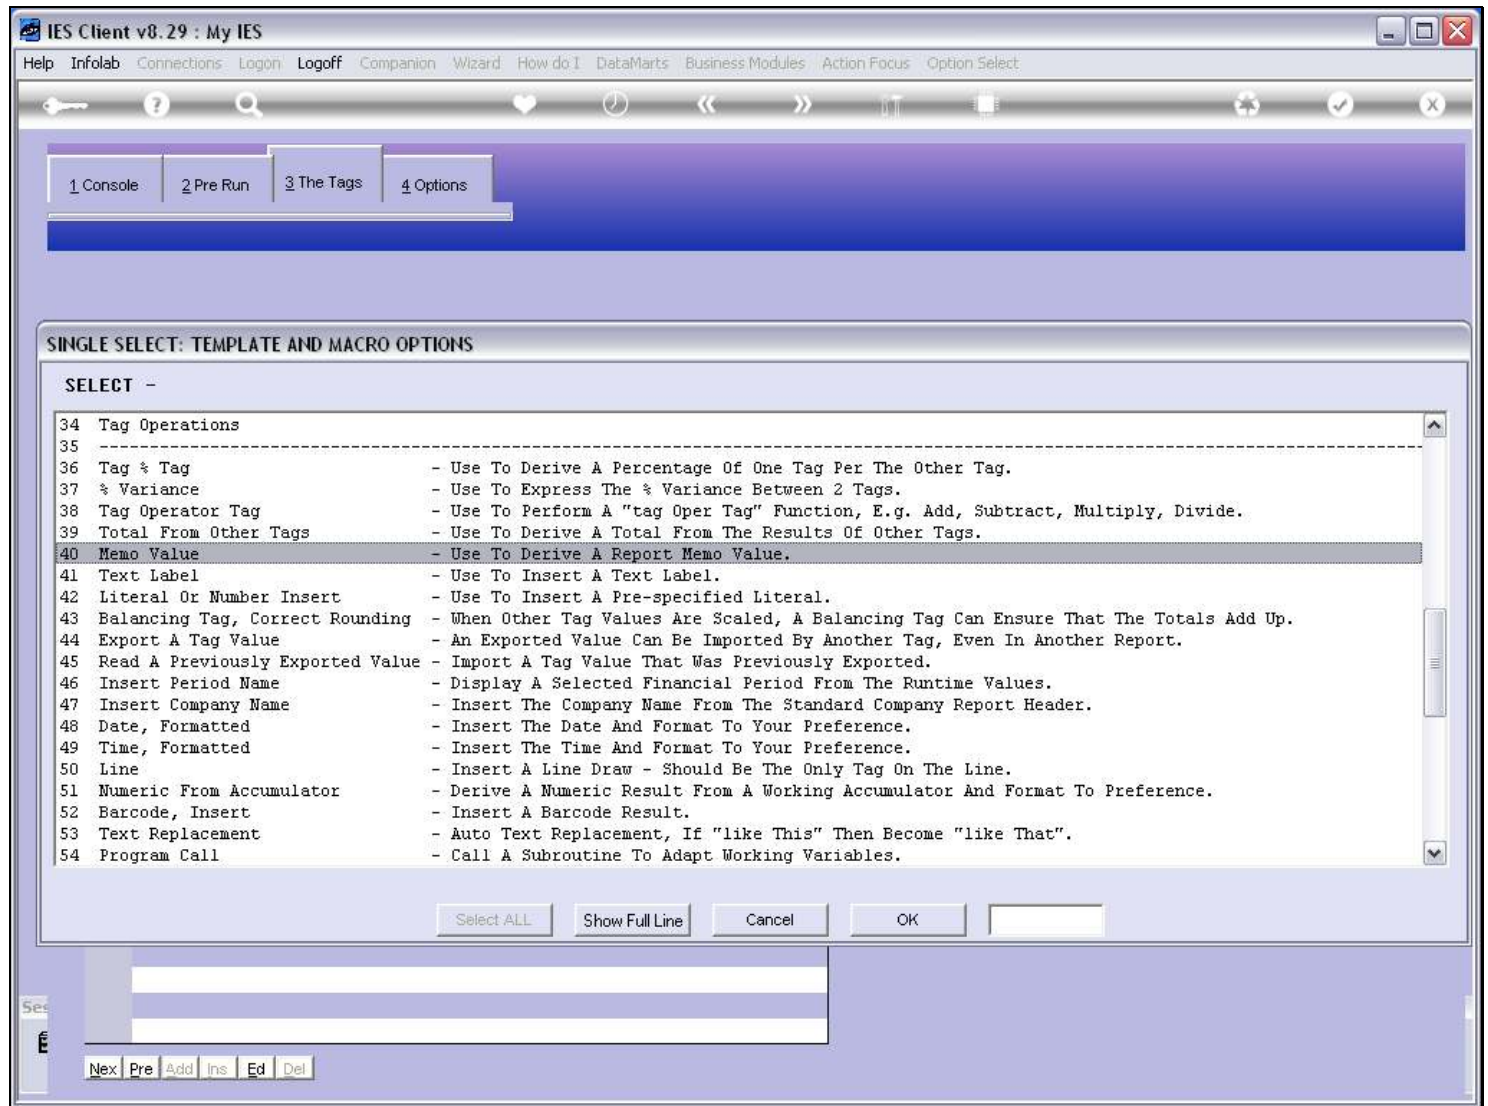 IES Client v8.29 : My IES
Help Infolab Connections Logon Logoff Companion Wizard How do I DataMarts Business Modules Action Focus Option Select
1 Console 2 Pre Run 3 The Tags 4 Options
SINGLE SELECT: TEMPLATE AND MACRO OPTIONS
SELECT -
34 Tag Operations
35 ------------------------------------------------------------------------------------------------------------------------------------
36 Tag % Tag - Use To Derive A Percentage Of One Tag Per The Other Tag.
37 % Variance - Use To Express The % Variance Between 2 Tags.
38 Tag Operator Tag - Use To Perform A "tag Oper Tag" Function, E.g. Add, Subtract, Multiply, Divide.
39 Total From Other Tags - Use To Derive A Total From The Results Of Other Tags.
40 Memo Value - Use To Derive A Report Memo Value.
41 Text Label - Use To Insert A Text Label.
42 Literal Or Number Insert - Use To Insert A Pre-specified Literal.
43 Balancing Tag, Correct Rounding - When Other Tag Values Are Scaled, A Balancing Tag Can Ensure That The Totals Add Up.
44 Export A Tag Value - An Exported Value Can Be Imported By Another Tag, Even In Another Report.
45 Read A Previously Exported Value - Import A Tag Value That Was Previously Exported.
46 Insert Period Name - Display A Selected Financial Period From The Runtime Values.
47 Insert Company Name - Insert The Company Name From The Standard Company Report Header.
48 Date, Formatted - Insert The Date And Format To Your Preference.
49 Time, Formatted - Insert The Time And Format To Your Preference.
50 Line - Insert A Line Draw - Should Be The Only Tag On The Line.
51 Numeric From Accumulator - Derive A Numeric Result From A Working Accumulator And Format To Preference.
52 Barcode, Insert - Insert A Barcode Result.
53 Text Replacement - Auto Text Replacement, If "like This" Then Become "like That".
54 Program Call - Call A Subroutine To Adapt Working Variables.
Select ALL Show Full Line Cancel OK
Ses
Nex Pre Add Ins Ed Del